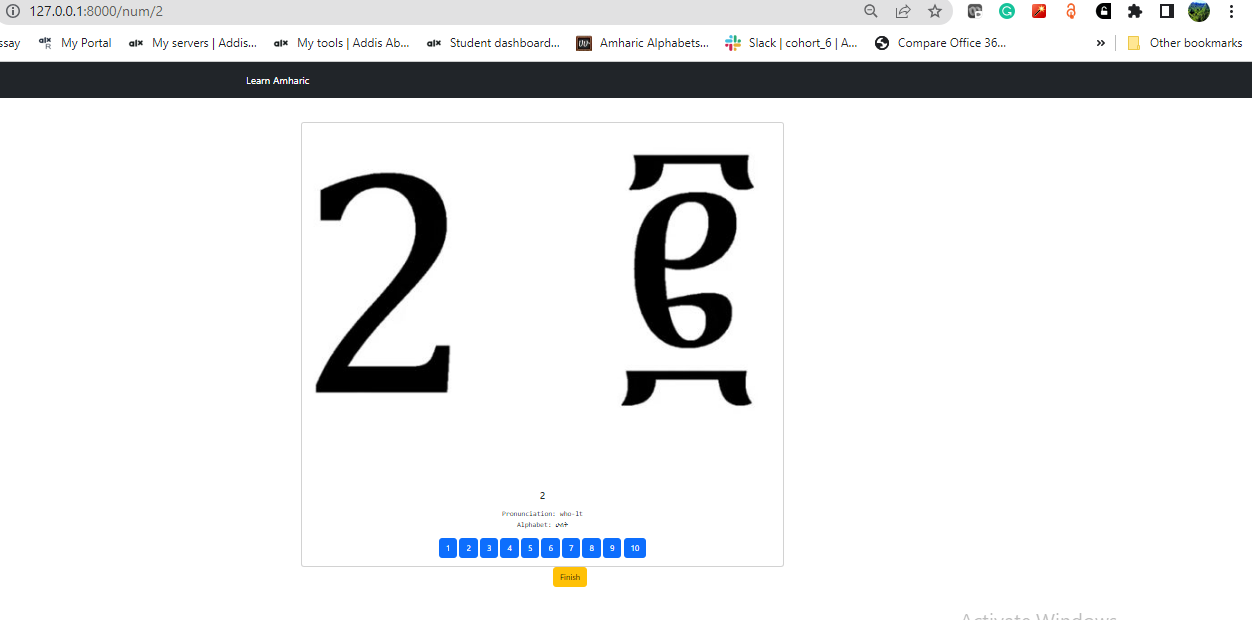 127.0.0.1:8000/num/2
ssay My Portal My servers | Addis... My tools | Addis Ab... Student dashboard... Amharic Alphabets... Slack | cohort_6 | A... Compare Office 36... » Other bookmarks
Learn Amharic
2 ፪
2
Pronunciation: who-lt
Alphabet: ሁለት
1 2 3 4 5 6 7 8 9 10
Finish
Activate Windows